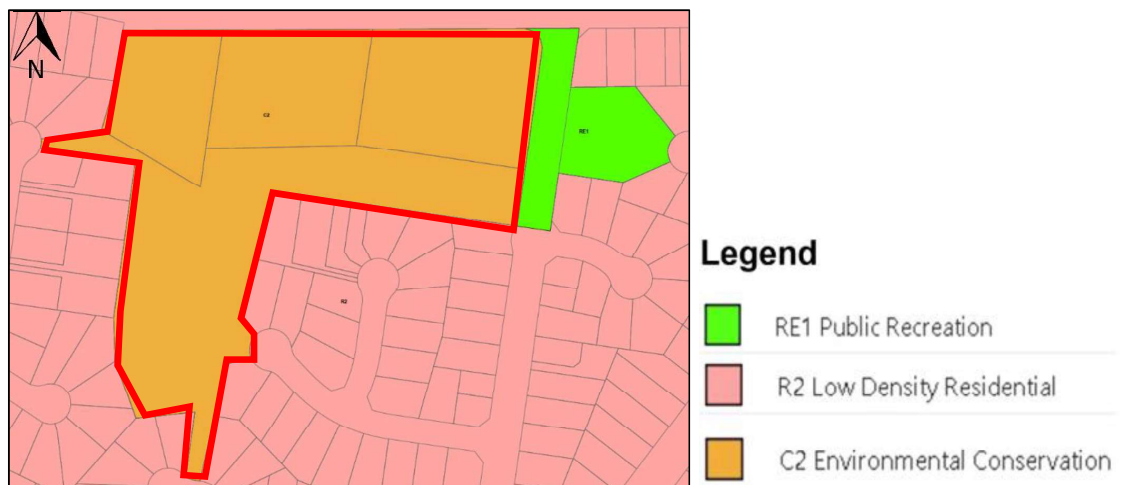 N
C2
RE1
R2
Legend
RE1 Public Recreation
R2 Low Density Residential
C2 Environmental Conservation